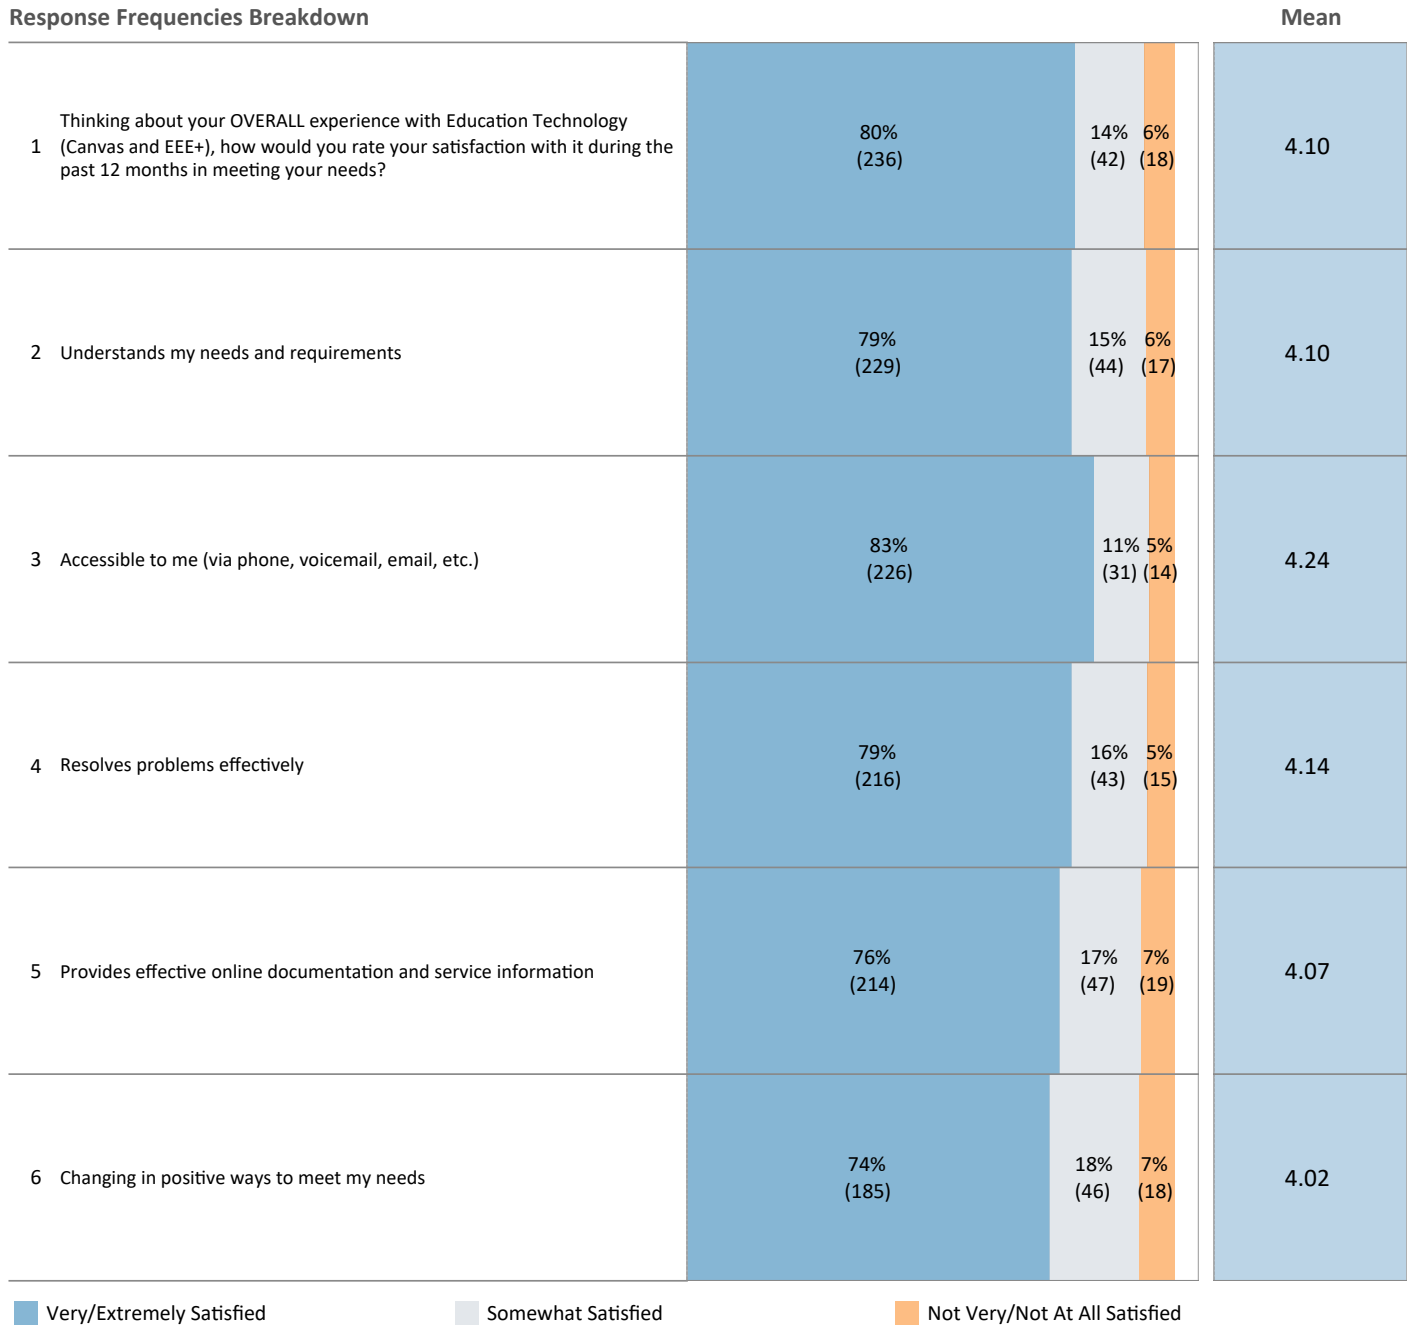 Response Frequencies Breakdown
Mean
1
Thinking about your OVERALL experience with Education Technology
(Canvas and EEE+), how would you rate your satisfaction with it during the
past 12 months in meeting your needs?
80% 14% 6%
(236) (42) (18)
4.10
2 Understands my needs and requirements
79% 15% 6%
(229) (44) (17)
4.10
3 Accessible to me (via phone, voicemail, email, etc.)
83% 11% 5%
(226) (31) (14)
4.24
4 Resolves problems effectively
79% 16% 5%
(216) (43) (15)
4.14
5 Provides effective online documentation and service information
76% 17% 7%
(214) (47) (19)
4.07
6 Changing in positive ways to meet my needs
74% 18% 7%
(185) (46) (18)
4.02
Very/Extremely Satisfied Somewhat Satisfied Not Very/Not At All Satisfied